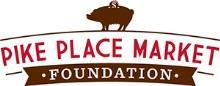 PIKE PLACE MARKET
• FOUNDATION •